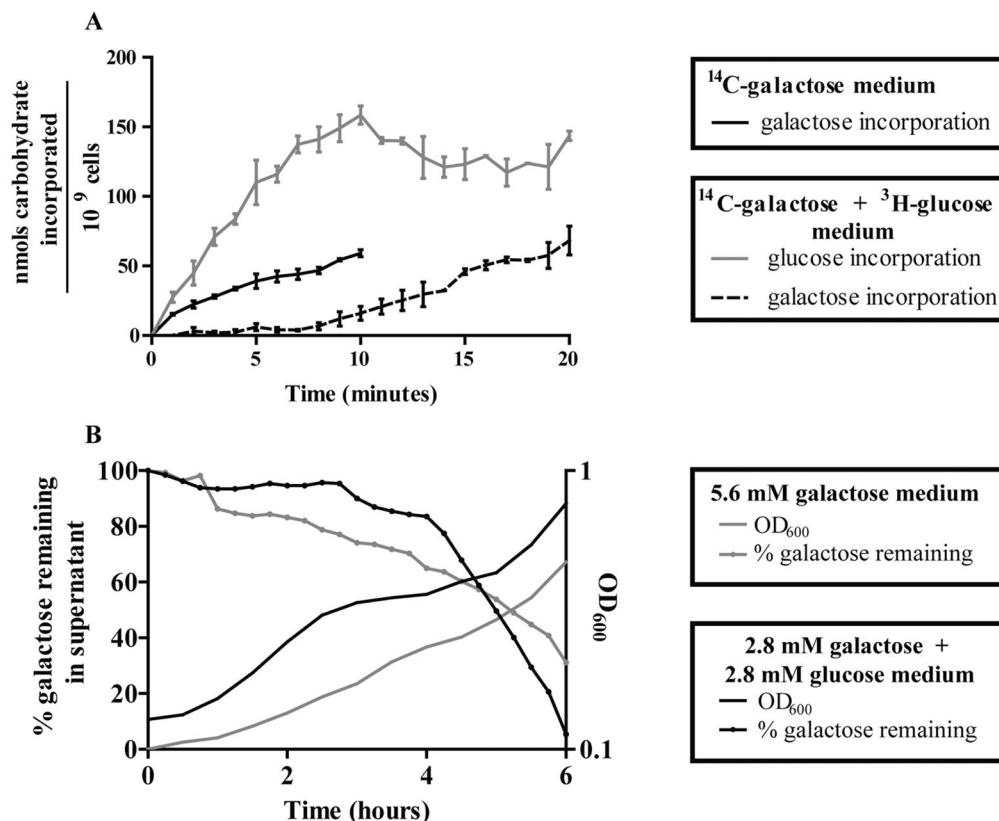 A
nmols carbohydrate
incorporated
10 9 cells
200
150
100
50
0
0
5
10
15
20
Time (minutes)
14C-galactose medium
galactose incorporation
14C-galactose + 3H-glucose
medium
glucose incorporation
galactose incorporation
B
% galactose remaining
in supernatant
100
80
60
40
20
0
0
2
4
6
Time (hours)
1
0.1
OD600
5.6 mM galactose medium
OD600
% galactose remaining
2.8 mM galactose +
2.8 mM glucose medium
OD600
% galactose remaining